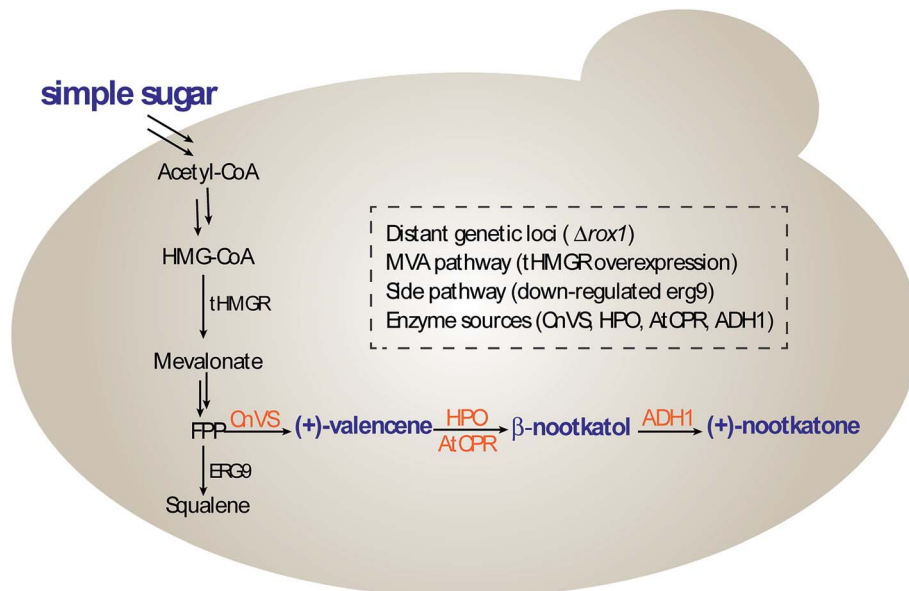 simple sugar
Acetyl-CoA
HMG-CoA
tHMGR
Mevalonate
FPP
CnVS
(+)-valencene
HPO
AtCPR
β-nootkatol
ADH1
(+)-nootkatone
ERG9
Squalene
Distant genetic loci (Δrox1)
MVA pathway (tHMGR overexpression)
Side pathway (down-regulated erg9)
Enzyme sources (CnVS, HPO, AtCPR, ADH1)